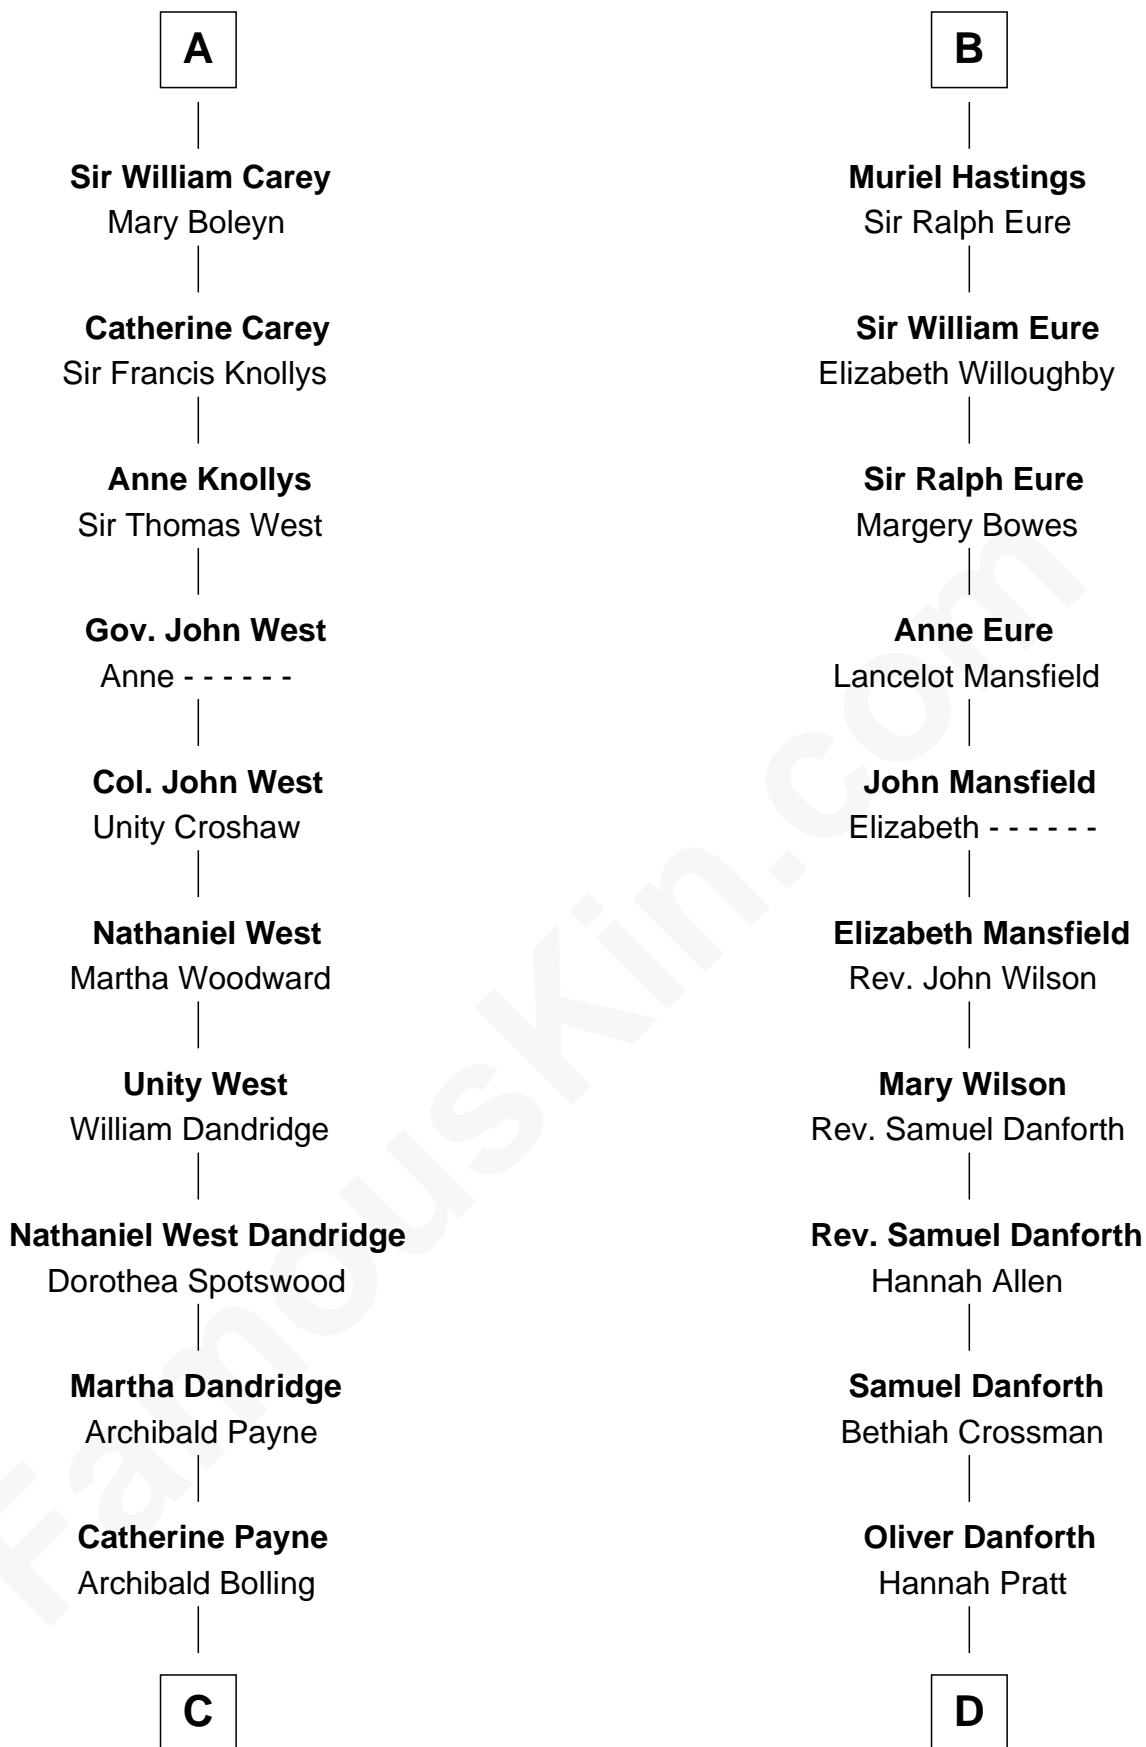 A
Sir William Carey
Mary Boleyn
Catherine Carey
Sir Francis Knollys
Anne Knollys
Sir Thomas West
Gov. John West
Anne - - - - - -
Col. John West
Unity Croshaw
Nathaniel West
Martha Woodward
Unity West
William Dandridge
Nathaniel West Dandridge
Dorothea Spotswood
Martha Dandridge
Archibald Payne
Catherine Payne
Archibald Bolling
C
B
Muriel Hastings
Sir Ralph Eure
Sir William Eure
Elizabeth Willoughby
Sir Ralph Eure
Margery Bowes
Anne Eure
Lancelot Mansfield
John Mansfield
Elizabeth - - - - - -
Elizabeth Mansfield
Rev. John Wilson
Mary Wilson
Rev. Samuel Danforth
Rev. Samuel Danforth
Hannah Allen
Samuel Danforth
Bethiah Crossman
Oliver Danforth
Hannah Pratt
D
FamousKin.com